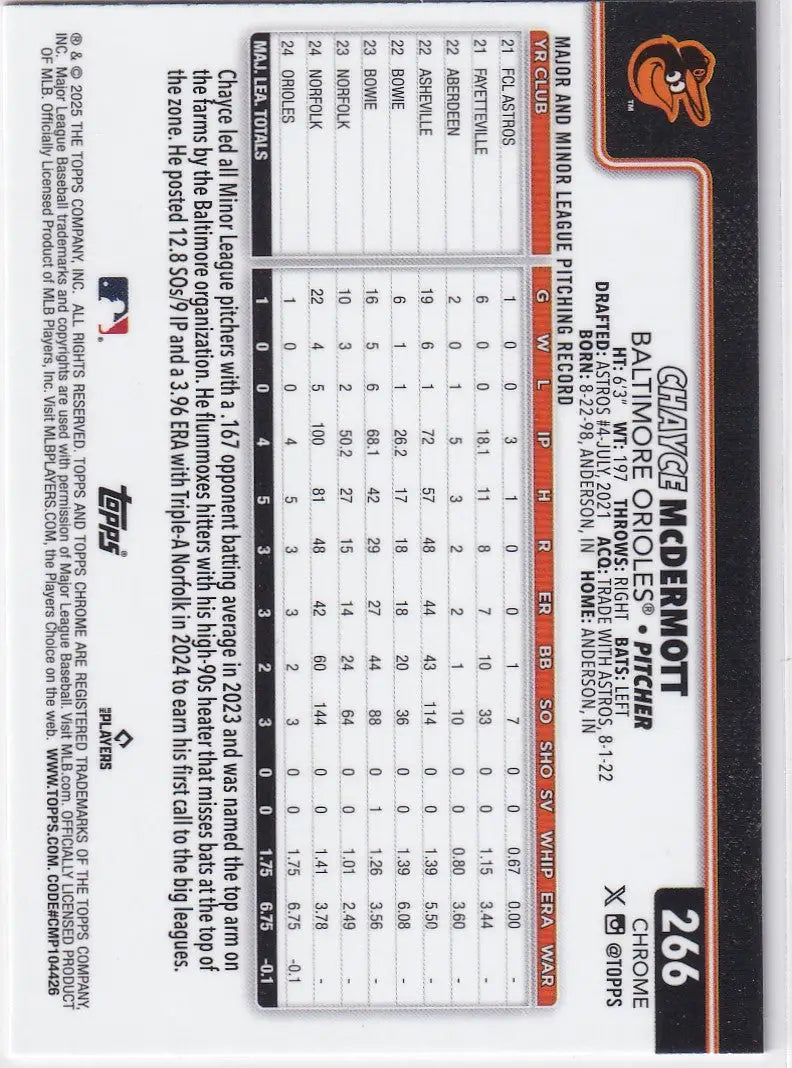 266
CHROME
@TOPPS
CHAYCE McDERMOTT
BALTIMORE ORIOLES® • PITCHER
HT: 6'3" WT: 197 THROWS: RIGHT BATS: LEFT
DRAFTED: ASTROS #4-JULY, 2021 ACQ: TRADE WITH ASTROS, 8-1-22
BORN: 8-22-98, ANDERSON, IN HOME: ANDERSON, IN
TM
MAJOR AND MINOR LEAGUE PITCHING RECORD
YR CLUB G W L IP H R ER BB SO SHO SV WHIP ERA WAR
21 FCL ASTROS 1 0 0 3 1 0 0 1 7 0 0 0.67 0.00 -
21 FAYETTEVILLE 6 0 0 18.1 11 8 7 10 33 0 0 1.15 3.44 -
22 ABERDEEN 2 0 1 5 3 2 2 1 10 0 0 0.80 3.60 -
22 ASHEVILLE 19 6 1 72 57 48 44 43 114 0 0 1.39 5.50 -
22 BOWIE 6 1 1 26.2 17 18 18 20 36 0 0 1.39 6.08 -
23 BOWIE 16 5 6 68.1 42 29 27 44 88 0 1 1.26 3.56 -
23 NORFOLK 10 3 2 50.2 27 15 14 24 64 0 0 1.01 2.49 -
24 NORFOLK 22 4 5 100 81 48 42 60 144 0 0 1.41 3.78 -
24 ORIOLES 1 0 0 4 5 3 3 2 3 0 0 1.75 6.75 -0.1
MAJ. LEA. TOTALS 1 0 0 4 5 3 3 2 3 0 0 1.75 6.75 -0.1
Chayce led all Minor League pitchers with a .167 opponent batting average in 2023 and was named the top arm on
the farms by the Baltimore organization. He flummoxes hitters with his high-90s heater that misses bats at the top of
the zone. He posted 12.8 SOs/9 IP and a 3.96 ERA with Triple-A Norfolk in 2024 to earn his first call to the big leagues.
topps®
MLB PLAYERS
® & © 2025 THE TOPPS COMPANY, INC. ALL RIGHTS RESERVED. TOPPS AND TOPPS CHROME ARE REGISTERED TRADEMARKS OF THE TOPPS COMPANY,
INC. Major League Baseball trademarks and copyrights are used with permission of Major League Baseball. Visit MLB.com. OFFICIALLY LICENSED PRODUCT
OF MLB. Officially Licensed Product of MLB Players, Inc. Visit MLBPLAYERS.COM, the Players Choice on the web. WWW.TOPPS.COM. CODE#CMP104426